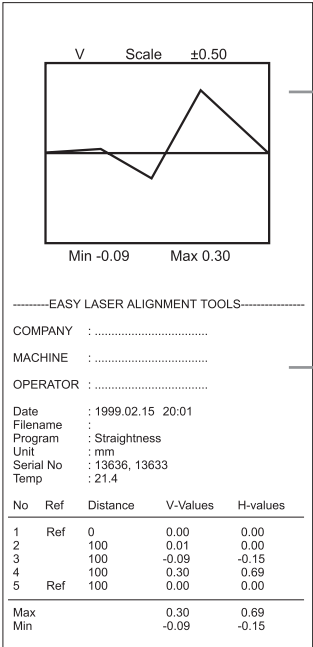 V Scale ±0.50
Min -0.09 Max 0.30
---------EASY LASER ALIGNMENT TOOLS----------------
COMPANY : ..................................
MACHINE : ..................................
OPERATOR : ..................................
Date : 1999.02.15 20:01
Filename :
Program : Straightness
Unit : mm
Serial No : 13636, 13633
Temp : 21.4
No Ref Distance V-Values H-values
1 Ref 0 0.00 0.00
2 100 0.01 0.00
3 100 -0.09 -0.15
4 100 0.30 0.69
5 Ref 100 0.00 0.00
Max 0.30 0.69
Min -0.09 -0.15